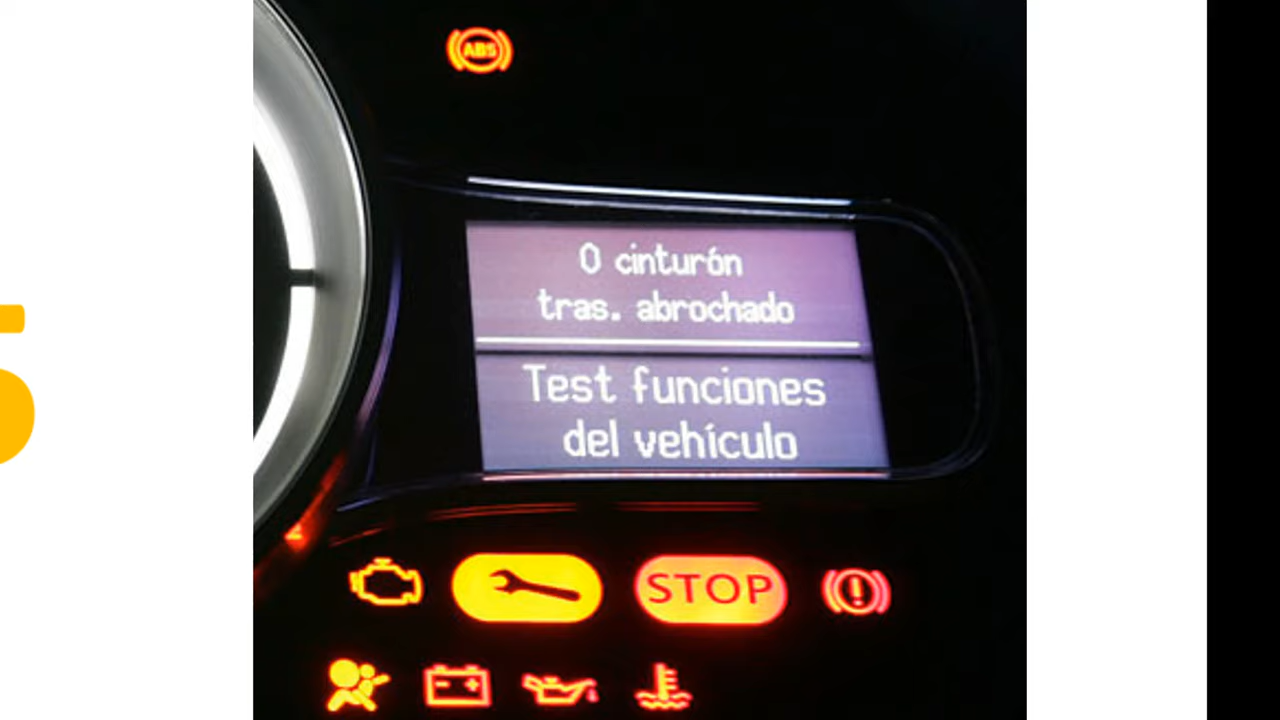 ABS
0 cinturón
tras. abrochado
Test funciones
del vehículo
STOP